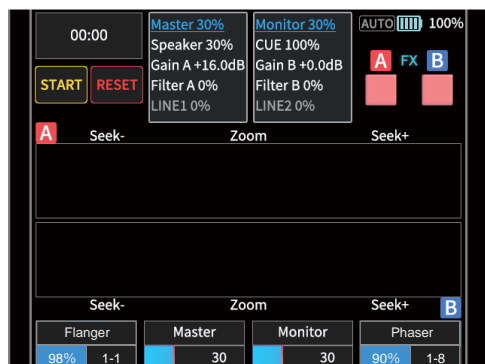 00:00
START RESET
Master 30%
Speaker 30%
Gain A +16.0dB
Filter A 0%
LINE1 0%
Monitor 30%
CUE 100%
Gain B +0.0dB
Filter B 0%
LINE2 0%
AUTO 100%
A FX B
A Seek- Zoom Seek+
Seek- Zoom Seek+ B
Flanger Master Monitor Phaser
98% 1-1 30 30 90% 1-8